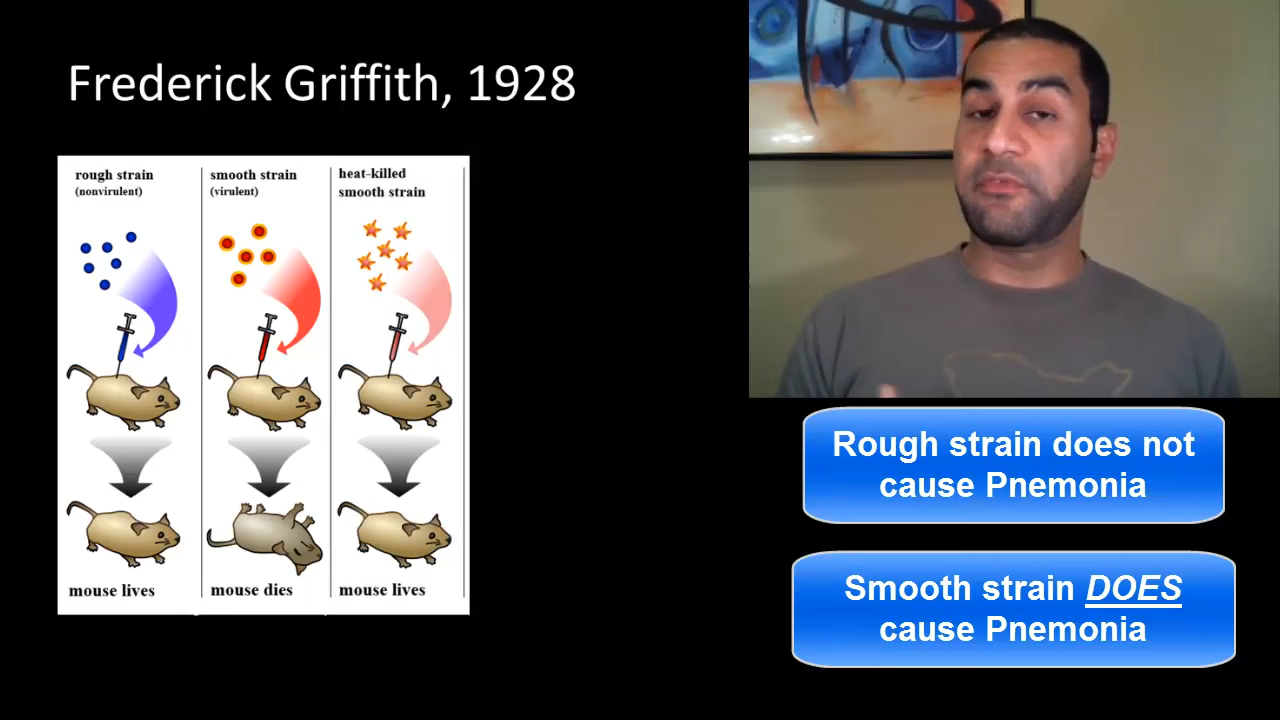 Frederick Griffith, 1928
rough strain
(nonvirulent)
smooth strain
(virulent)
heat-killed
smooth strain
mouse lives
mouse dies
mouse lives
Rough strain does not
cause Pnemonia
Smooth strain DOES
cause Pnemonia